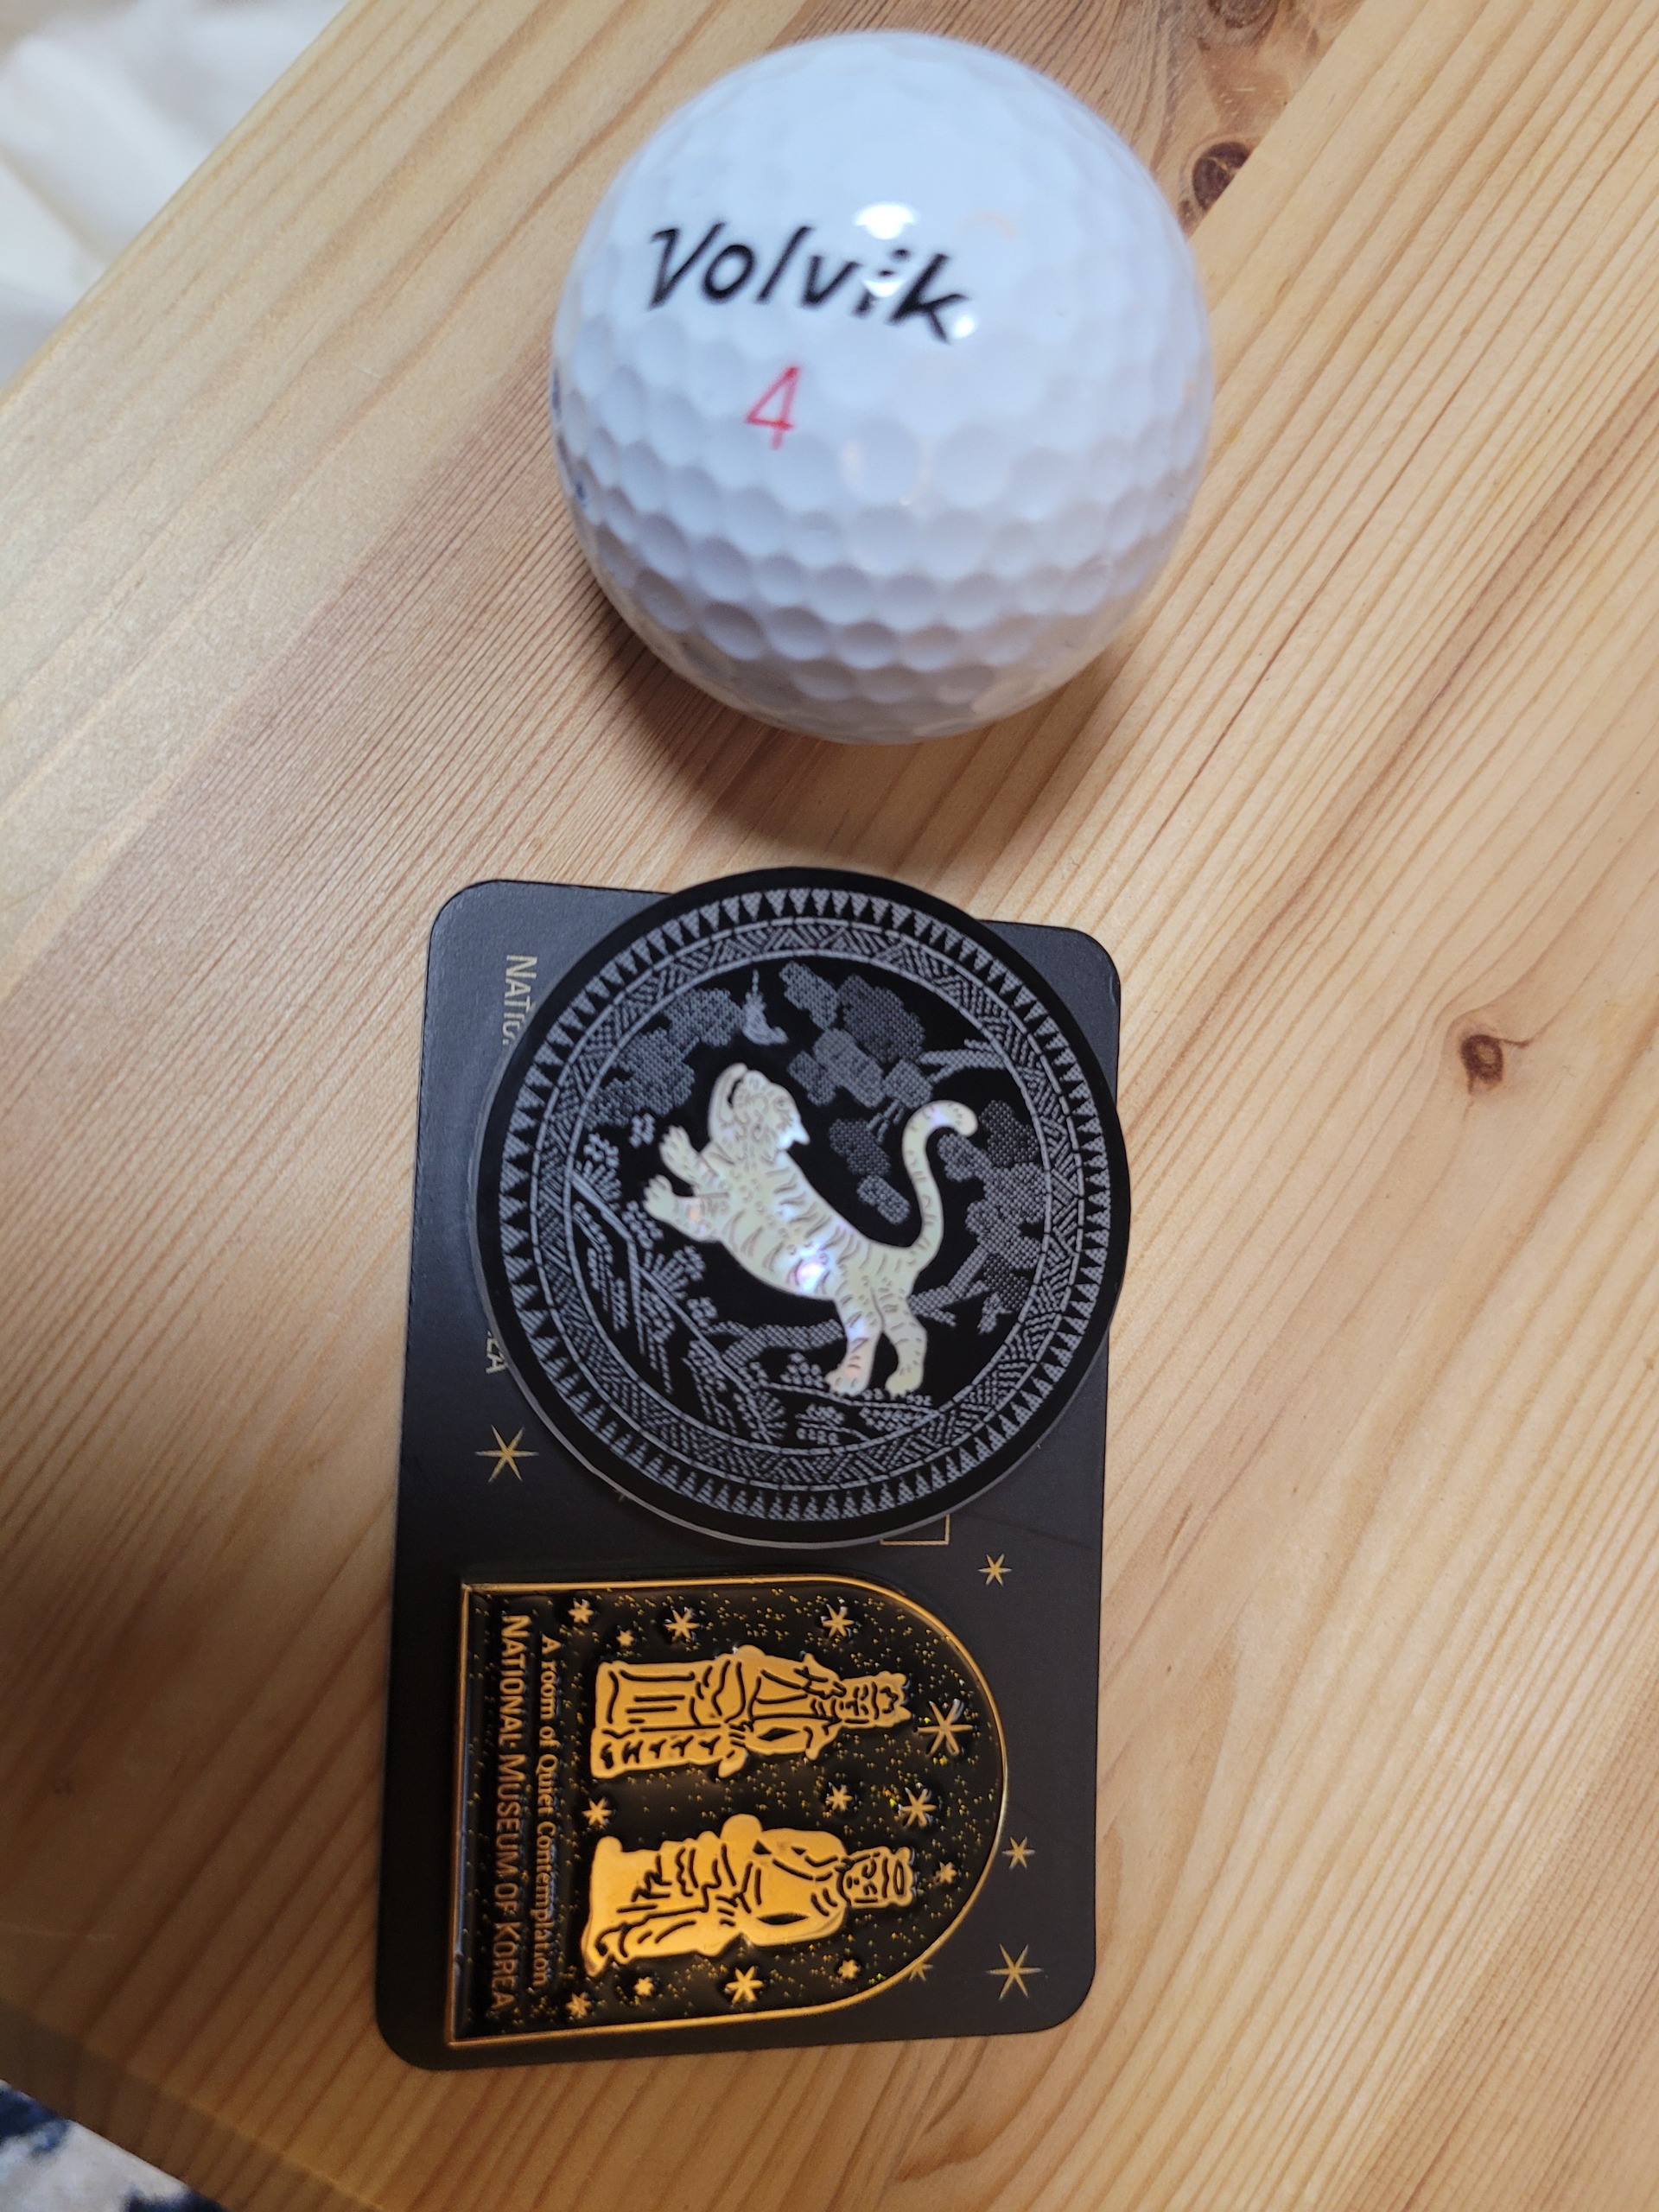 Volvik
4
A room of Quiet Contemplation
NATIONAL MUSEUM OF KOREA